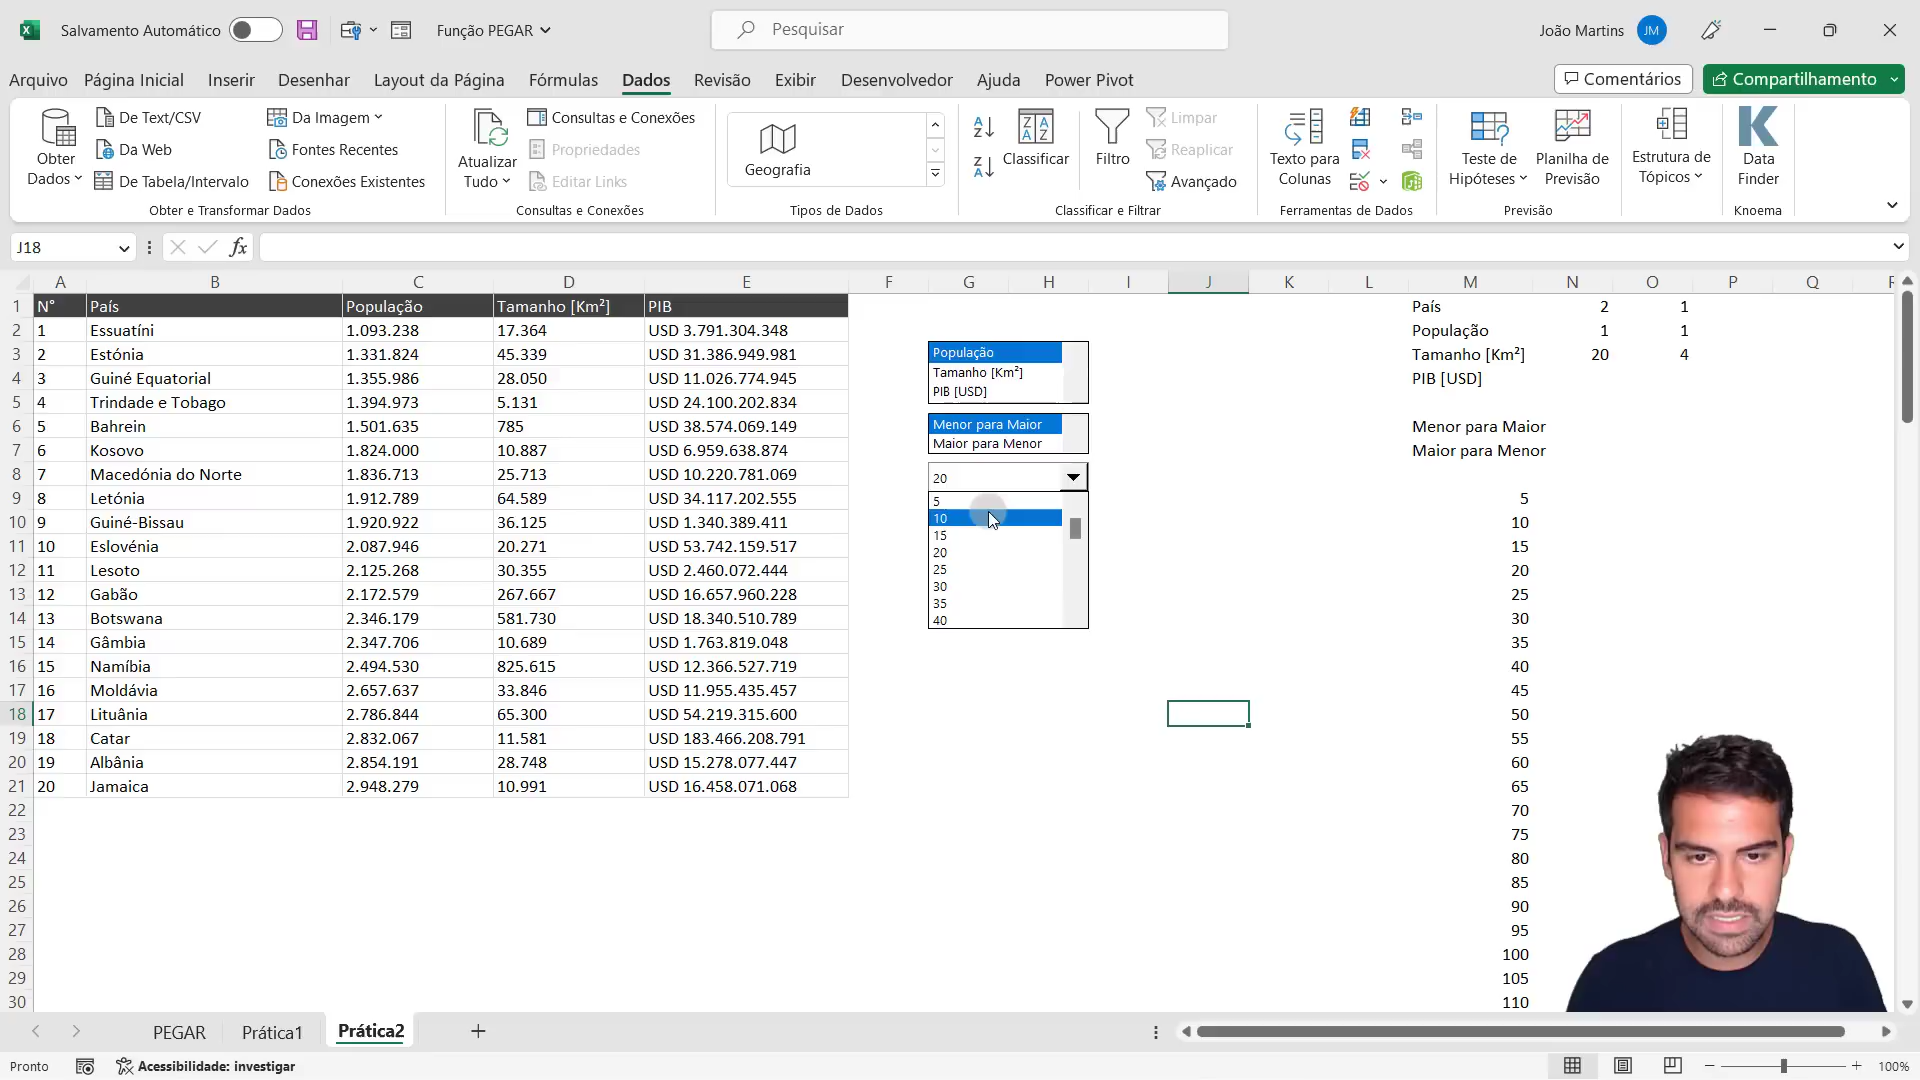 Salvamento Automático
Função PEGAR
Pesquisar
João Martins
JM
Arquivo
Página Inicial
Inserir
Desenhar
Layout da Página
Fórmulas
Dados
Revisão
Exibir
Desenvolvedor
Ajuda
Power Pivot
Comentários
Compartilhamento
Obter Dados
De Text/CSV
Da Web
De Tabela/Intervalo
Da Imagem
Fontes Recentes
Conexões Existentes
Obter e Transformar Dados
Atualizar Tudo
Consultas e Conexões
Propriedades
Editar Links
Consultas e Conexões
Geografia
Tipos de Dados
Classificar
Filtro
Limpar
Reaplicar
Avançado
Classificar e Filtrar
Texto para Colunas
Ferramentas de Dados
Teste de Hipóteses
Planilha de Previsão
Previsão
Estrutura de Tópicos
Data Finder
Knoema
J18
fx
A B C D E F G H I J K L M N O P Q R
1 N° País População Tamanho [Km²] PIB País 2 1
2 1 Essuatíni 1.093.238 17.364 USD 3.791.304.348 População 1 1
3 2 Estónia 1.331.824 45.339 USD 31.386.949.981 População Tamanho [Km²] 20 4
4 3 Guiné Equatorial 1.355.986 28.050 USD 11.026.774.945 Tamanho [Km²] PIB [USD]
5 4 Trindade e Tobago 1.394.973 5.131 USD 24.100.202.834 PIB [USD]
6 5 Bahrein 1.501.635 785 USD 38.574.069.149 Menor para Maior Menor para Maior
7 6 Kosovo 1.824.000 10.887 USD 6.959.638.874 Maior para Menor Maior para Menor
8 7 Macedónia do Norte 1.836.713 25.713 USD 10.220.781.069 20
9 8 Letónia 1.912.789 64.589 USD 34.117.202.555 5 5
10 9 Guiné-Bissau 1.920.922 36.125 USD 1.340.389.411 10 10
11 10 Eslovénia 2.087.946 20.271 USD 53.742.159.517 15 15
12 11 Lesoto 2.125.268 30.355 USD 2.460.072.444 20 20
25
13 12 Gabão 2.172.579 267.667 USD 16.657.960.228 30 25
14 13 Botswana 2.346.179 581.730 USD 18.340.510.789 35 30
15 14 Gâmbia 2.347.706 10.689 USD 1.763.819.048 40 35
16 15 Namíbia 2.494.530 825.615 USD 12.366.527.719 40
17 16 Moldávia 2.657.637 33.846 USD 11.955.435.457 45
18 17 Lituânia 2.786.844 65.300 USD 54.219.315.600 50
19 18 Catar 2.832.067 11.581 USD 183.466.208.791 55
20 19 Albânia 2.854.191 28.748 USD 15.278.077.447 60
21 20 Jamaica 2.948.279 10.991 USD 16.458.071.068 65
22 70
23 75
24 80
25 85
26 90
27 95
28 100
29 105
30 110
PEGAR
Prática1
Prática2
Pronto
Acessibilidade: investigar
100%